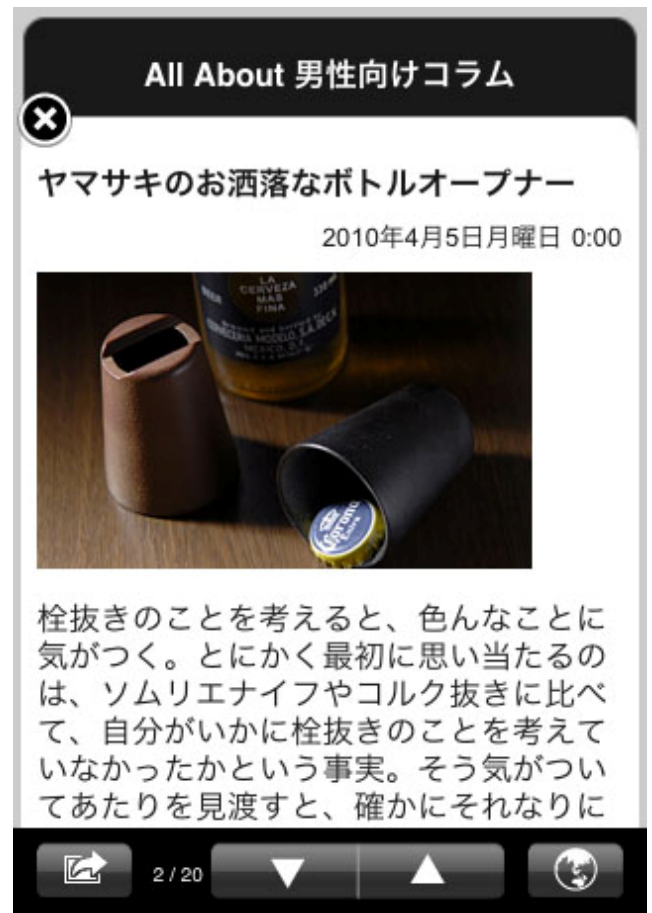 All About 男性向けコラム
ヤマサキのお洒落なボトルオープナー
2010年4月5日月曜日 0:00
LA
CERVEZA
MAS
FINA
CERVECERIA MODELO, S.A. DE C.V.
MEXICO, D.F.
Corona
Extra
栓抜きのことを考えると、色んなことに
気がつく。とにかく最初に思い当たるの
は、ソムリエナイフやコルク抜きに比べ
て、自分がいかに栓抜きのことを考えて
いなかったかという事実。そう気がつい
てあたりを見渡すと、確かにそれなりに
2 / 20